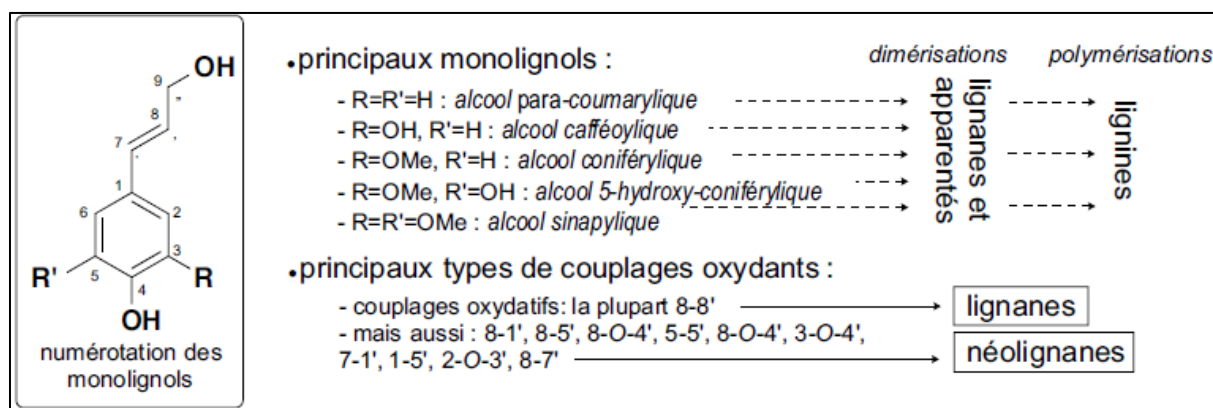 OH
9
"
8
'
7
'
1
6
2
R'
5
3
R
4
OH
numérotation des
monolignols
•principaux monolignols :
- R=R'=H : alcool para-coumarylique
- R=OH, R'=H : alcool cafféoylique
- R=OMe, R'=H : alcool coniférylique
- R=OMe, R'=OH : alcool 5-hydroxy-coniférylique
- R=R'=OMe : alcool sinapylique
dimérisations
polymérisations
lignanes et
apparentés
lignines
•principaux types de couplages oxydants :
- couplages oxydatifs: la plupart 8-8'
lignanes
- mais aussi : 8-1', 8-5', 8-O-4', 5-5', 8-O-4', 3-O-4',
7-1', 1-5', 2-O-3', 8-7'
néolignanes